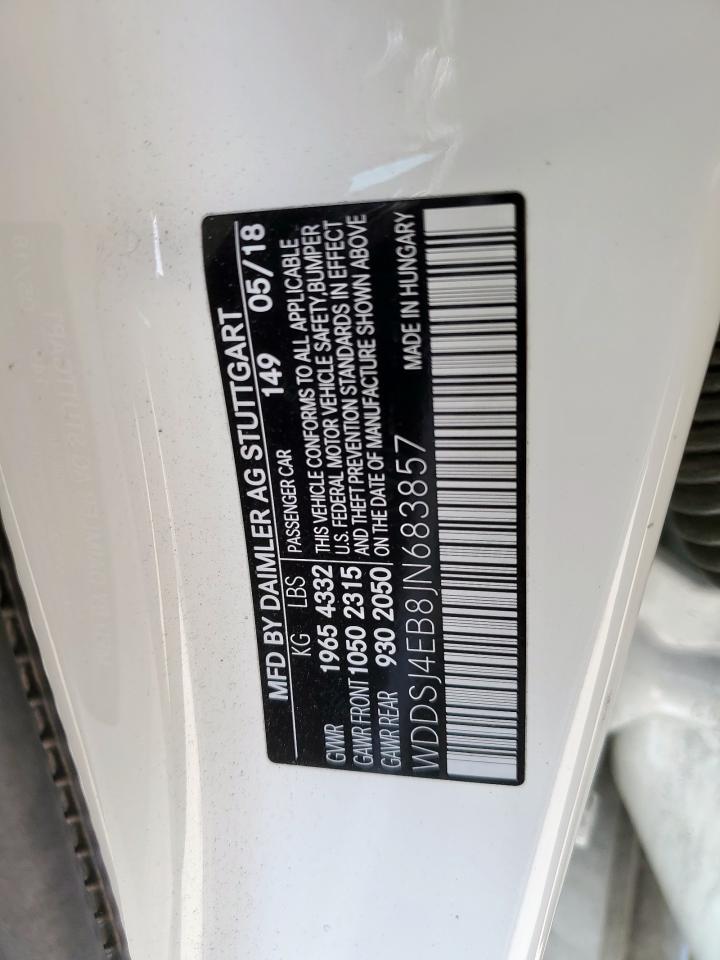 MFD BY DAIMLER AG STUTTGART
149 05/18
KG LBS PASSENGER CAR
GVWR 1965 4332 THIS VEHICLE CONFORMS TO ALL APPLICABLE
U.S. FEDERAL MOTOR VEHICLE SAFETY, BUMPER
GAWR FRONT 1050 2315 AND THEFT PREVENTION STANDARDS IN EFFECT
GAWR REAR 930 2050 ON THE DATE OF MANUFACTURE SHOWN ABOVE
WDDSJ4EB8JN683857 MADE IN HUNGARY